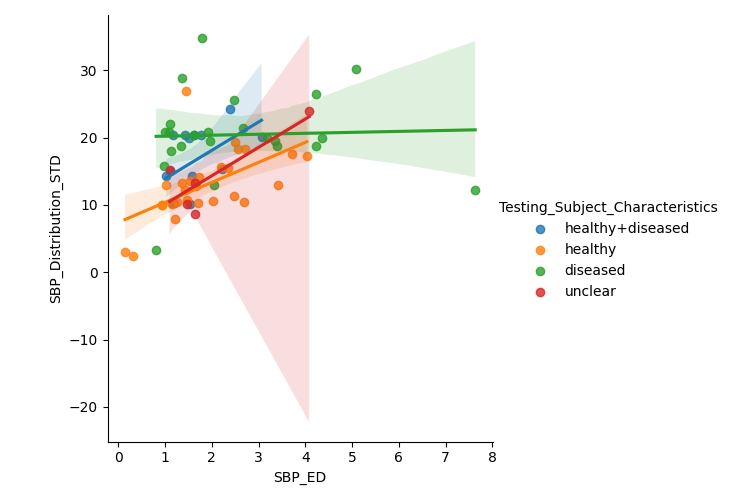 SBP_Distribution_STD
30
20
10
0
−10
−20
0 1 2 3 4 5 6 7 8
SBP_ED
Testing_Subject_Characteristics
healthy+diseased
healthy
diseased
unclear